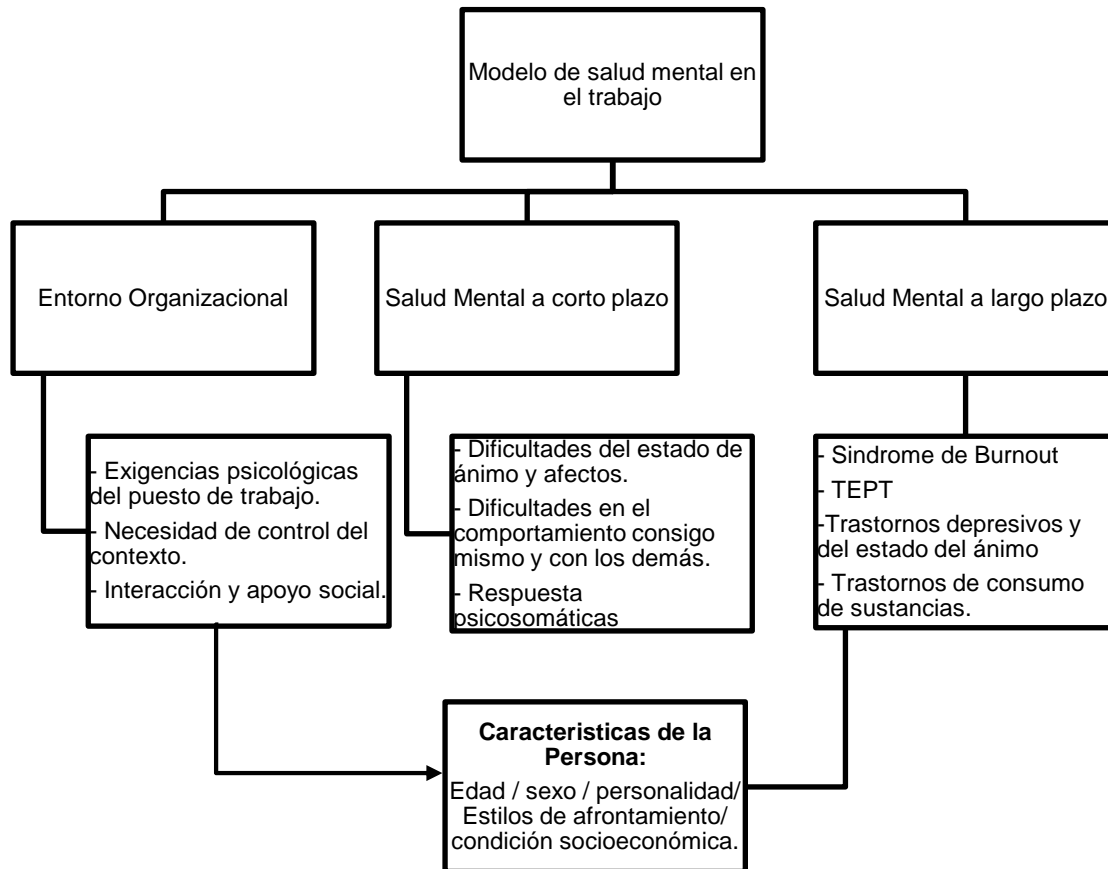 Modelo de salud mental en
el trabajo
Entorno Organizacional
Salud Mental a corto plazo
Salud Mental a largo plazo
- Exigencias psicológicas
del puesto de trabajo.
- Necesidad de control del
contexto.
- Interacción y apoyo social.
- Dificultades del estado de
ánimo y afectos.
- Dificultades en el
comportamiento consigo
mismo y con los demás.
- Respuesta
psicosomáticas
- Sindrome de Burnout
- TEPT
-Trastornos depresivos y
del estado del ánimo
- Trastornos de consumo
de sustancias.
Caracteristicas de la
Persona:
Edad / sexo / personalidad/
Estilos de afrontamiento/
condición socioeconómica.